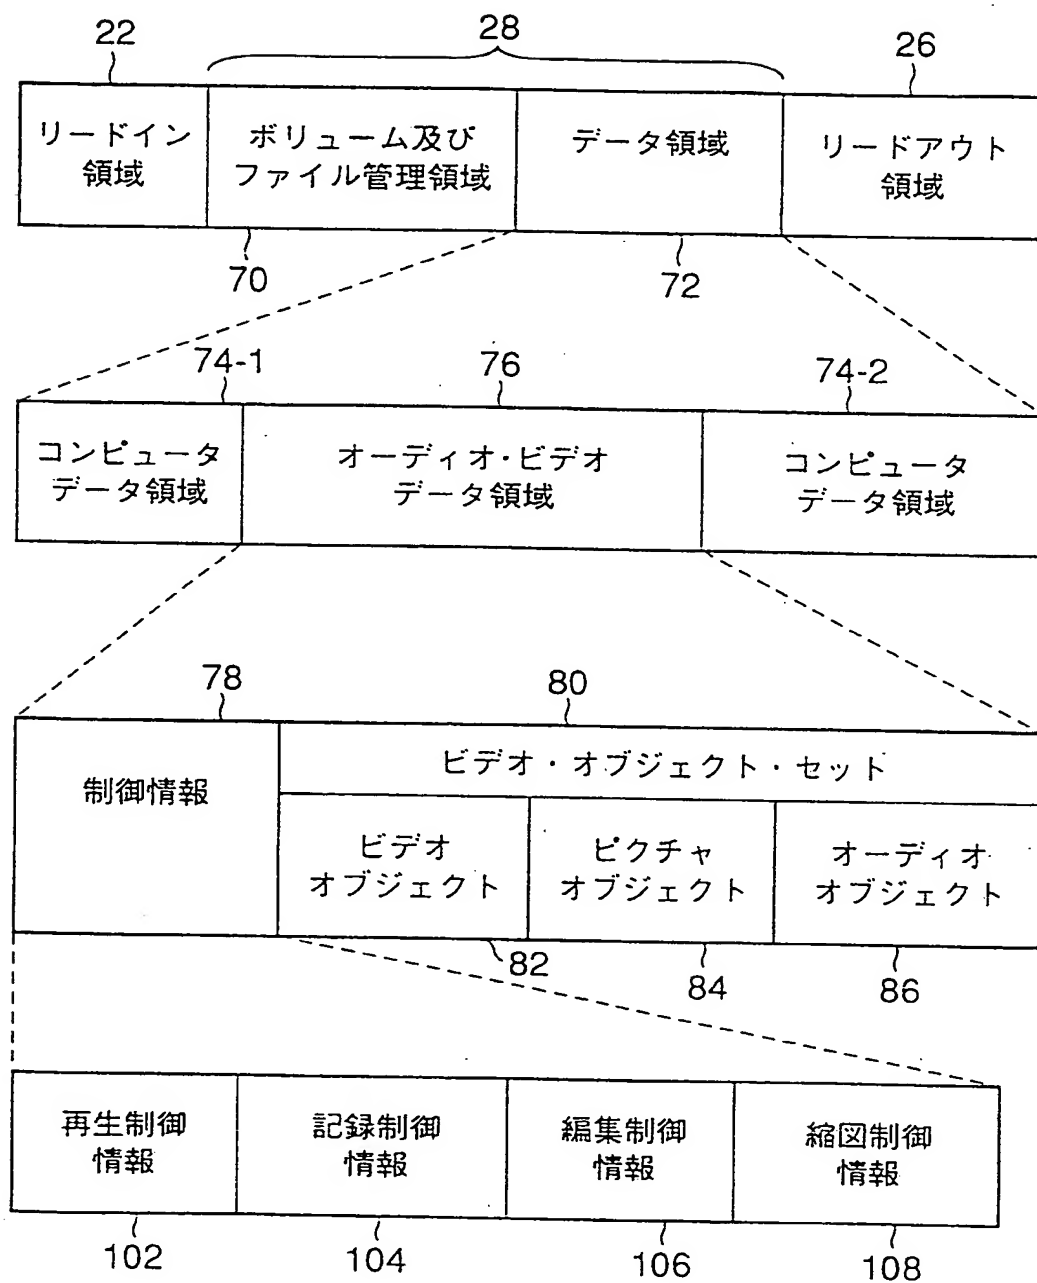 22
28
26
リードイン
領域
ボリューム及び
ファイル管理領域
データ領域
リードアウト
領域
70
72
74-1
76
74-2
コンピュータ
データ領域
オーディオ・ビデオ
データ領域
コンピュータ
データ領域
78
80
制御情報
ビデオ・オブジェクト・セット
ビデオ
オブジェクト
ピクチャ
オブジェクト
オーディオ
オブジェクト
82
84
86
再生制御
情報
記録制御
情報
編集制御
情報
縮図制御
情報
102
104
106
108